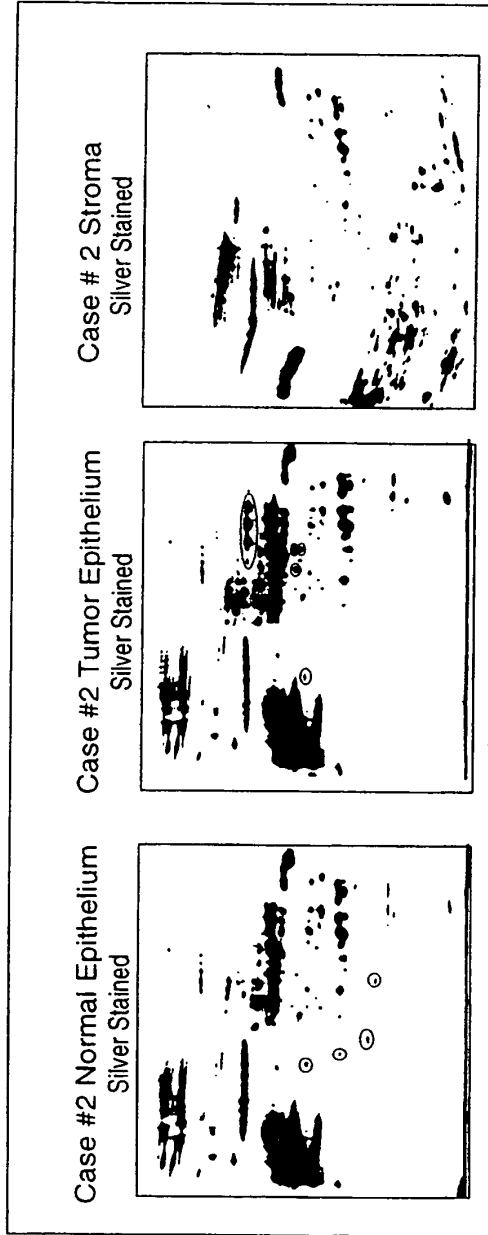 Case #2 Normal Epithelium
Silver Stained
Case #2 Tumor Epithelium
Silver Stained
Case # 2 Stroma
Silver Stained